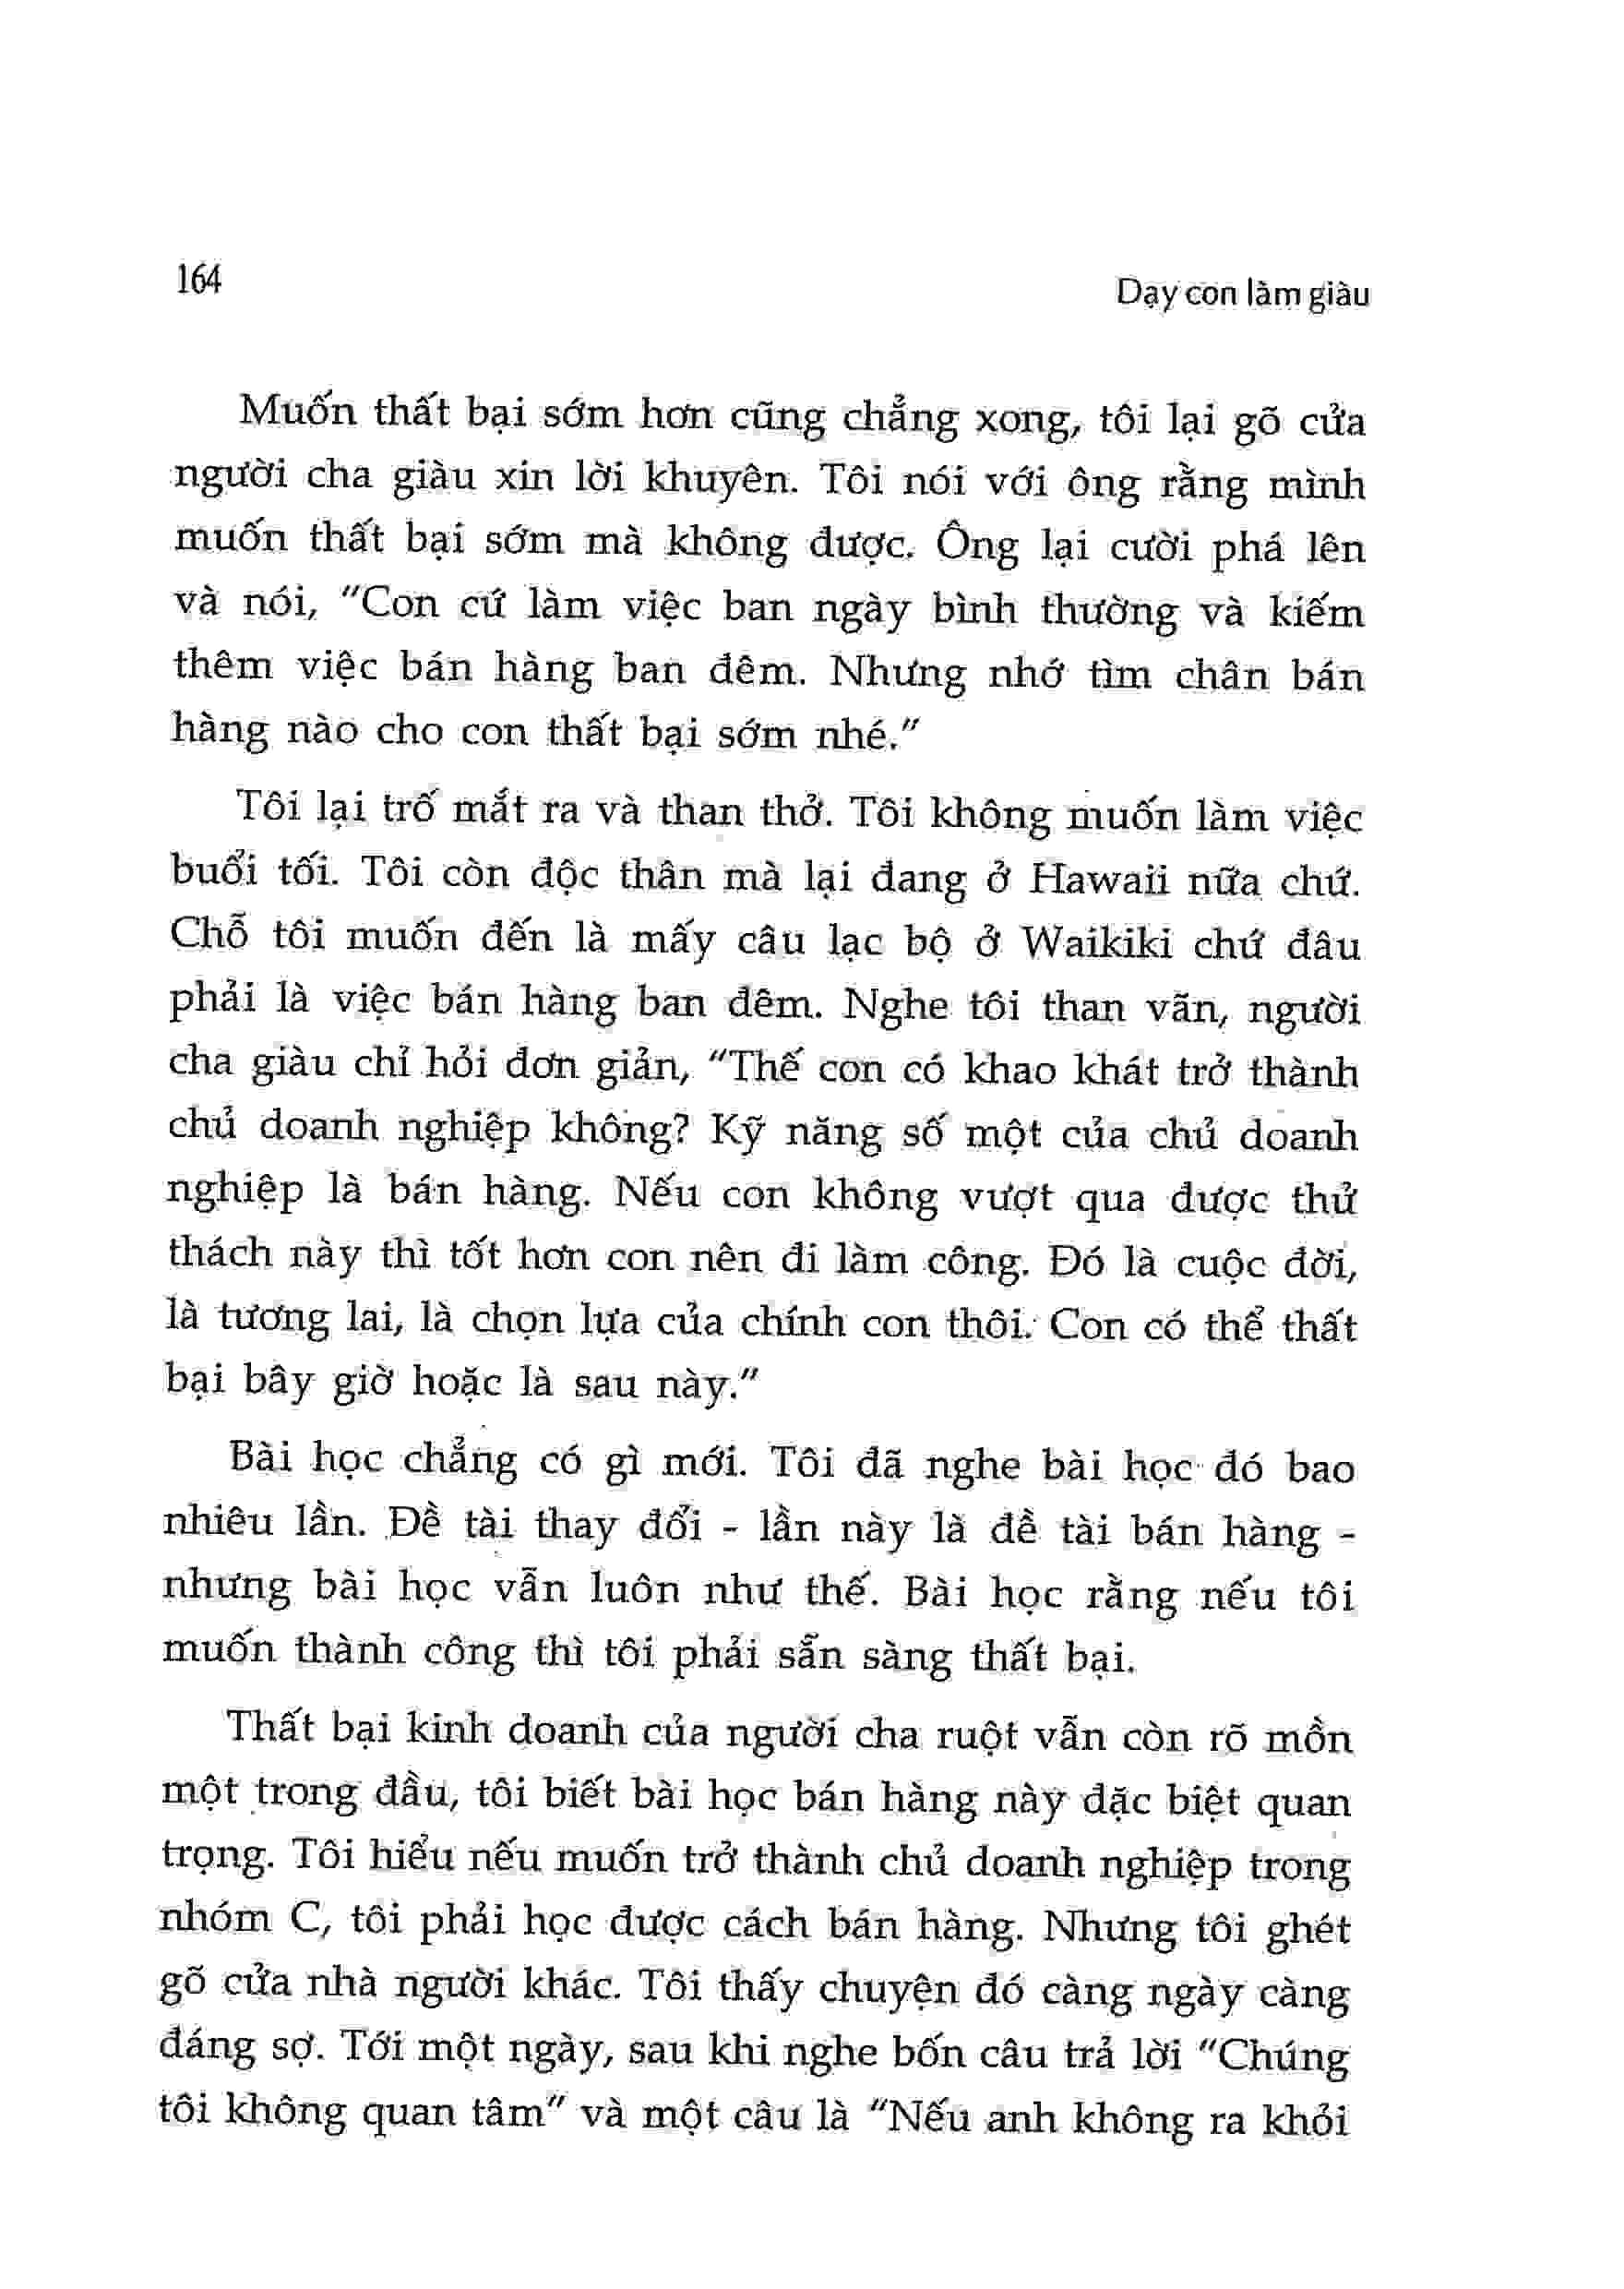 164
Dạy con làm giàu
Muốn thất bại sớm hơn cũng chẳng xong, tôi lại gõ cửa
người cha giàu xin lời khuyên. Tôi nói với ông rằng mình
muốn thất bại sớm mà không được. Ông lại cười phá lên
và nói, "Con cứ làm việc ban ngày bình thường và kiếm
thêm việc bán hàng ban đêm. Nhưng nhớ tìm chân bán
hàng nào cho con thất bại sớm nhé."
Tôi lại trố mắt ra và than thở. Tôi không muốn làm việc
buổi tối. Tôi còn độc thân mà lại đang ở Hawaii nữa chứ.
Chỗ tôi muốn đến là mấy câu lạc bộ ở Waikiki chứ đâu
phải là việc bán hàng ban đêm. Nghe tôi than vãn, người
cha giàu chỉ hỏi đơn giản, "Thế con có khao khát trở thành
chủ doanh nghiệp không? Kỹ năng số một của chủ doanh
nghiệp là bán hàng. Nếu con không vượt qua được thử
thách này thì tốt hơn con nên đi làm công. Đó là cuộc đời,
là tương lai, là chọn lựa của chính con thôi. Con có thể thất
bại bây giờ hoặc là sau này."
Bài học chẳng có gì mới. Tôi đã nghe bài học đó bao
nhiêu lần. Đề tài thay đổi - lần này là đề tài bán hàng -
nhưng bài học vẫn luôn như thế. Bài học rằng nếu tôi
muốn thành công thì tôi phải sẵn sàng thất bại.
Thất bại kinh doanh của người cha ruột vẫn còn rõ mồn
một trong đầu, tôi biết bài học bán hàng này đặc biệt quan
trọng. Tôi hiểu nếu muốn trở thành chủ doanh nghiệp trong
nhóm C, tôi phải học được cách bán hàng. Nhưng tôi ghét
gõ cửa nhà người khác. Tôi thấy chuyện đó càng ngày càng
đáng sợ. Tới một ngày, sau khi nghe bốn câu trả lời "Chúng
tôi không quan tâm" và một câu là "Nếu anh không ra khỏi